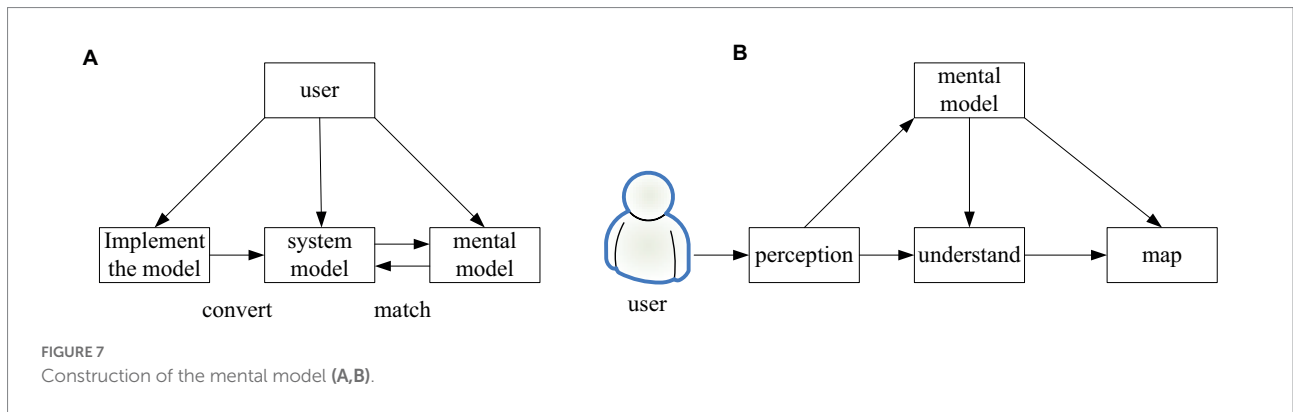 A
user
Implement
the model
system
model
mental
model
convert
match
B
mental
model
perception
understand
map
user
FIGURE 7
Construction of the mental model (A,B).